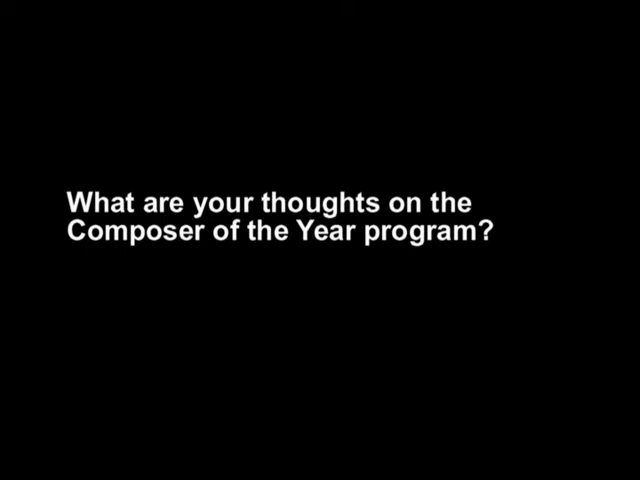 What are your thoughts on the
Composer of the Year program?